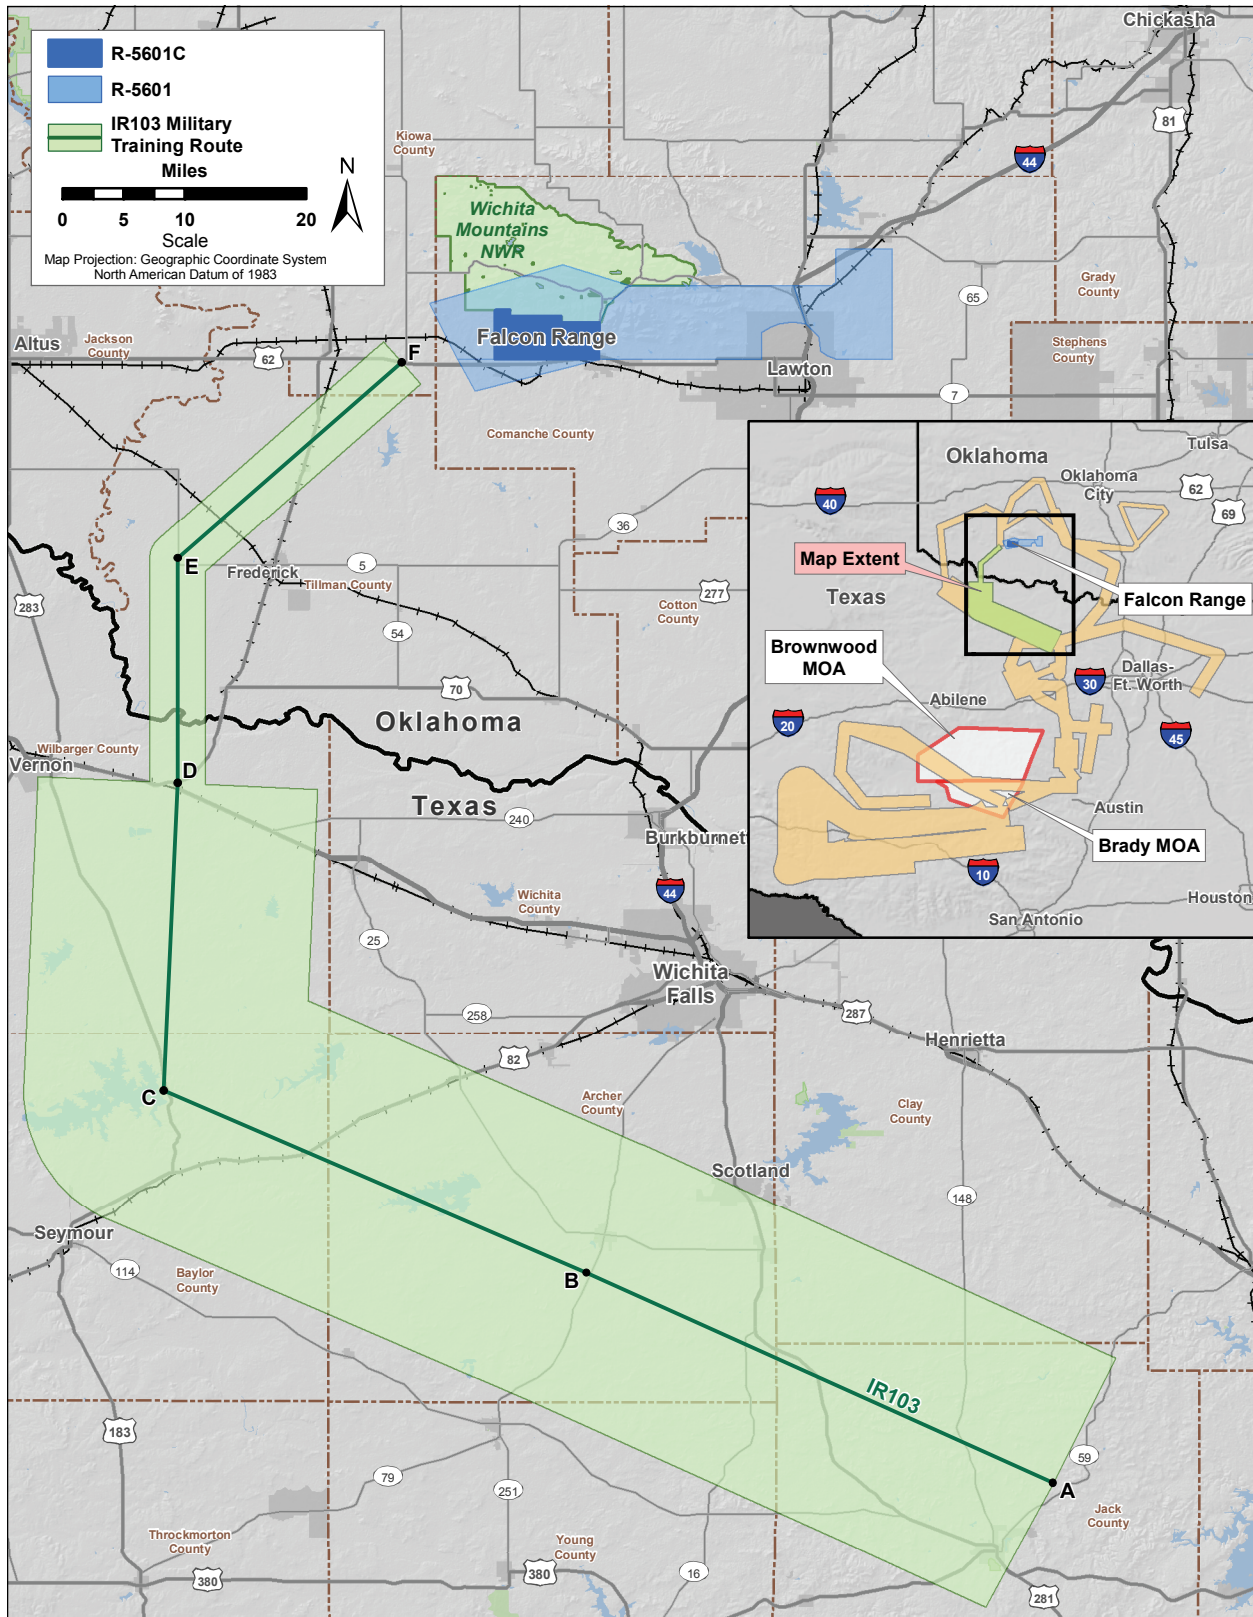 R-5601C
R-5601
IR103 Military
Training Route
Miles
0 5 10 20
Scale
N
Map Projection: Geographic Coordinate System
North American Datum of 1983
Chickasha
81
44
Kiowa
County
Wichita
Mountains
NWR
65
Grady
County
Altus
Jackson
County
62
F
Falcon Range
Lawton
Stephens
County
7
Comanche County
36
E
Frederick
5
Tillman County
283
54
277
Cotton
County
70
Oklahoma
Wilbarger County
Vernon
D
Texas
240
Burkburnett
Wichita
County
44
25
Wichita
Falls
258
287
82
Henrietta
C
Archer
County
Clay
County
Scotland
148
Seymour
114
Baylor
County
B
IR103
183
59
A
79
251
Jack
County
Throckmorton
County
Young
County
380
380
16
281
Oklahoma
Tulsa
Oklahoma
City
62
40
69
Map Extent
Texas
Falcon Range
Brownwood
MOA
Dallas-
Ft. Worth
30
Abilene
20
45
Austin
Brady MOA
10
Houston
San Antonio